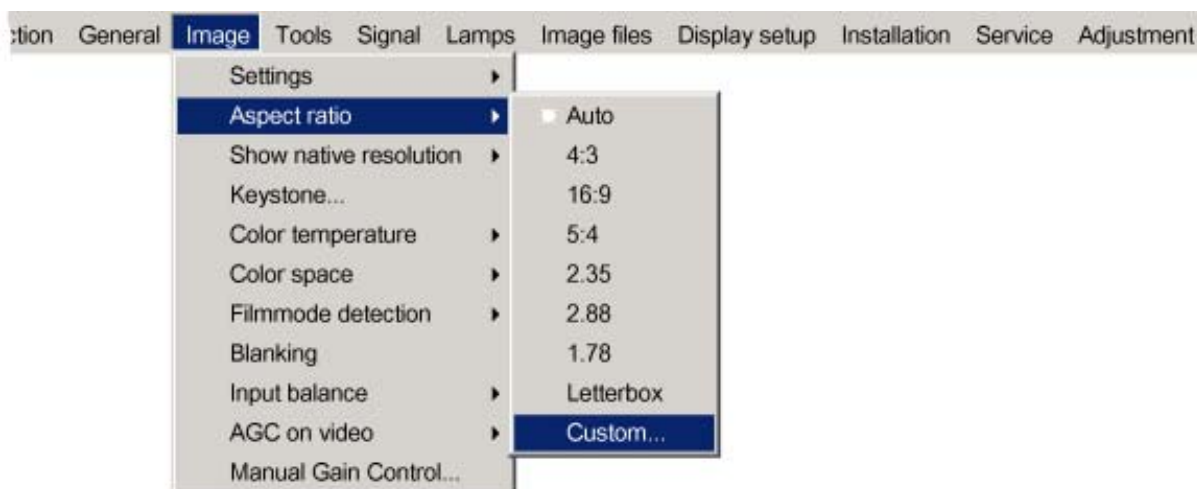 ction General Image Tools Signal Lamps Image files Display setup Installation Service Adjustment
Settings
Aspect ratio
Show native resolution
Keystone...
Color temperature
Color space
Filmmode detection
Blanking
Input balance
AGC on video
Manual Gain Control...
Auto
4:3
16:9
5:4
2.35
2.88
1.78
Letterbox
Custom...